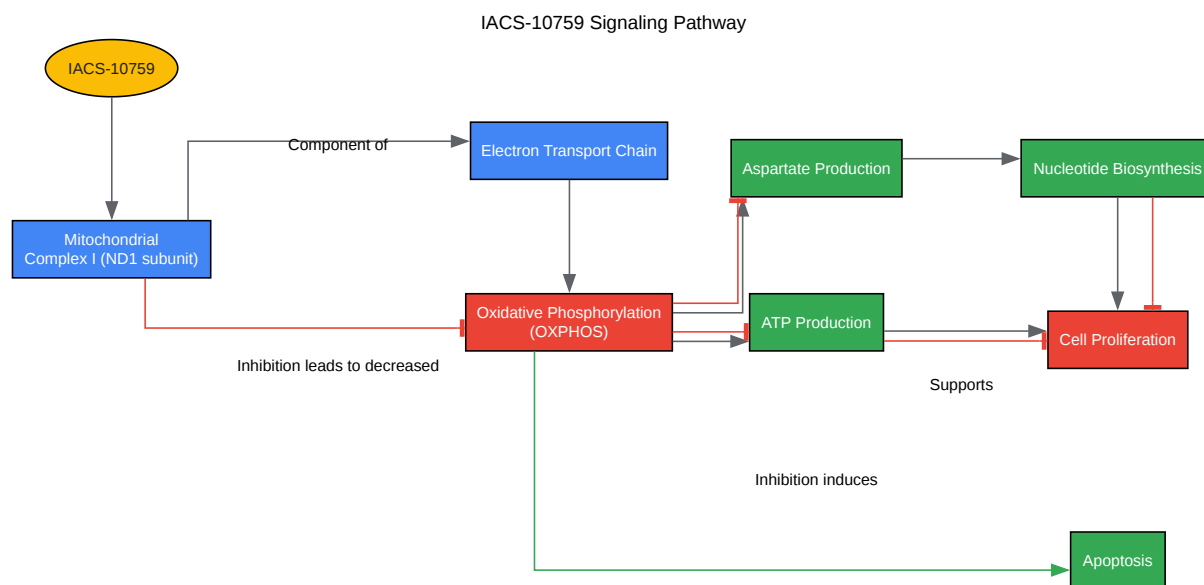 IACS-10759 Signaling Pathway
IACS-10759
Component of
Electron Transport Chain
Aspartate Production
Nucleotide Biosynthesis
Mitochondrial
Complex I (ND1 subunit)
Oxidative Phosphorylation
(OXPHOS)
ATP Production
Cell Proliferation
Inhibition leads to decreased
Supports
Inhibition induces
Apoptosis